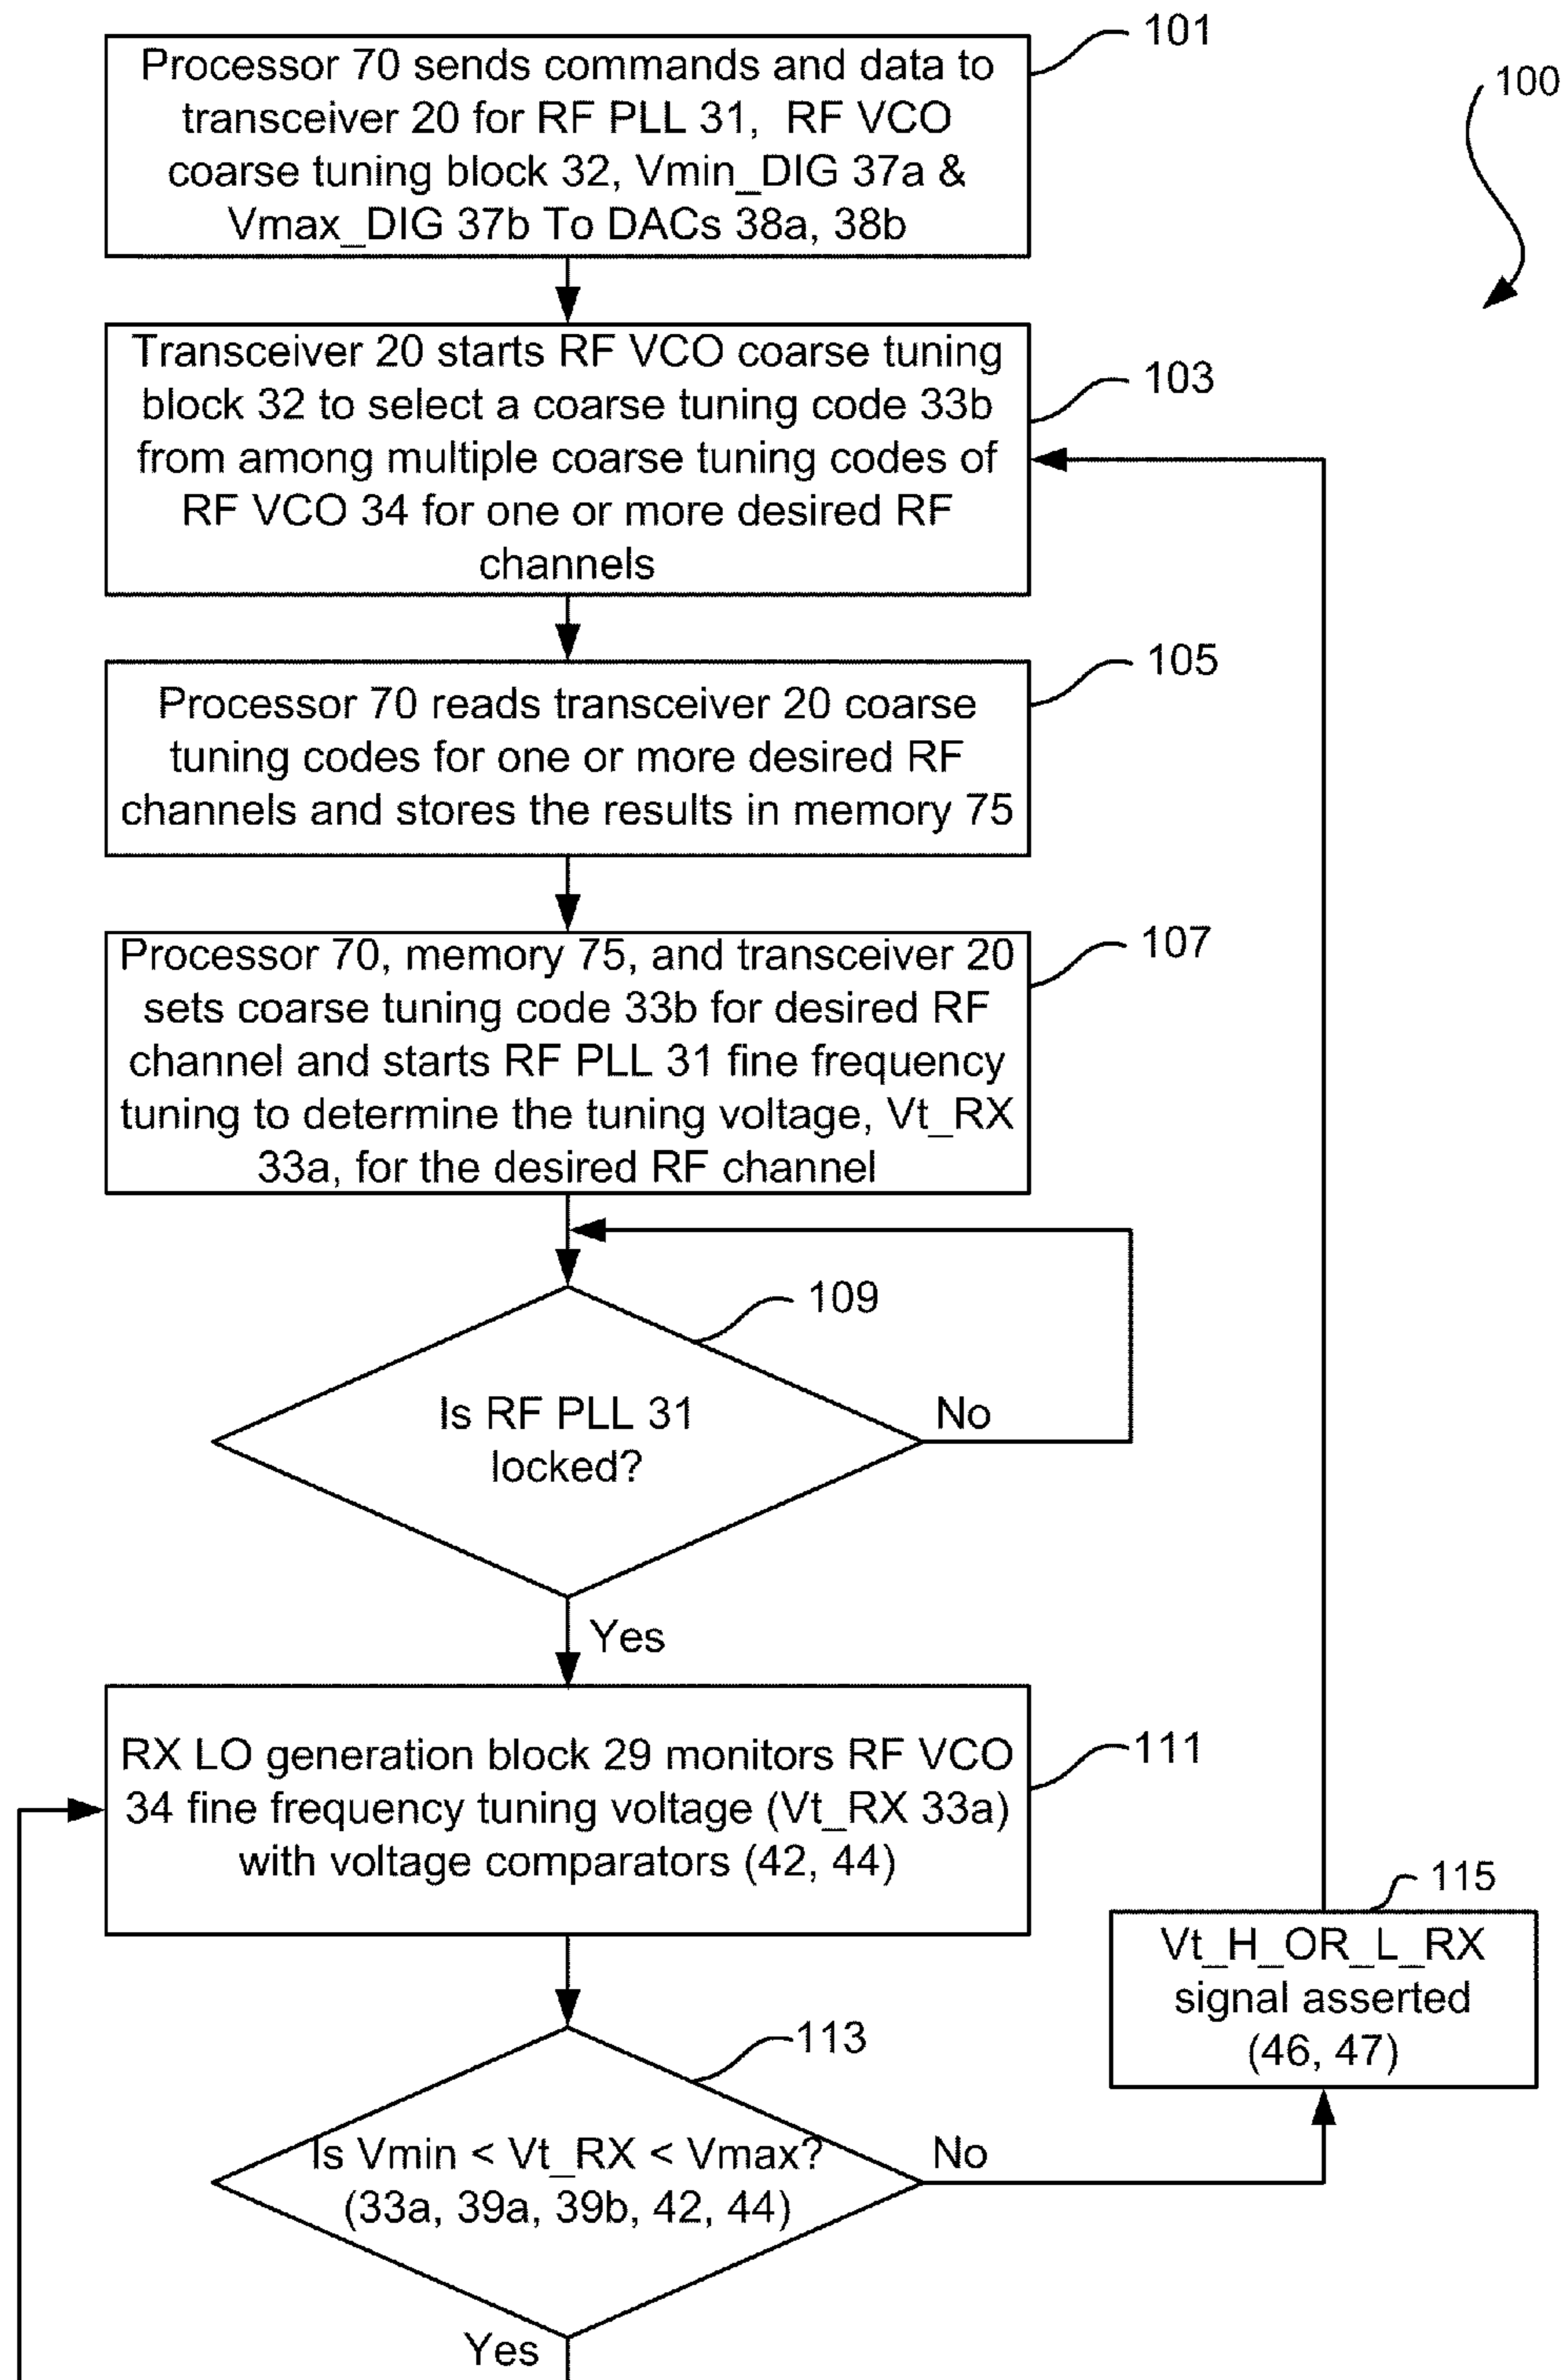 101
Processor 70 sends commands and data to
transceiver 20 for RF PLL 31, RF VCO
coarse tuning block 32, Vmin_DIG 37a &
Vmax_DIG 37b To DACs 38a, 38b
100
Transceiver 20 starts RF VCO coarse tuning
block 32 to select a coarse tuning code 33b
from among multiple coarse tuning codes of
RF VCO 34 for one or more desired RF
channels
103
105
Processor 70 reads transceiver 20 coarse
tuning codes for one or more desired RF
channels and stores the results in memory 75
107
Processor 70, memory 75, and transceiver 20
sets coarse tuning code 33b for desired RF
channel and starts RF PLL 31 fine frequency
tuning to determine the tuning voltage, Vt_RX
33a, for the desired RF channel
109
Is RF PLL 31
locked?
No
Yes
RX LO generation block 29 monitors RF VCO
34 fine frequency tuning voltage (Vt_RX 33a)
with voltage comparators (42, 44)
111
115
Vt_H_OR_L_RX
signal asserted
(46, 47)
113
Is Vmin < Vt_RX < Vmax?
(33a, 39a, 39b, 42, 44)
No
Yes